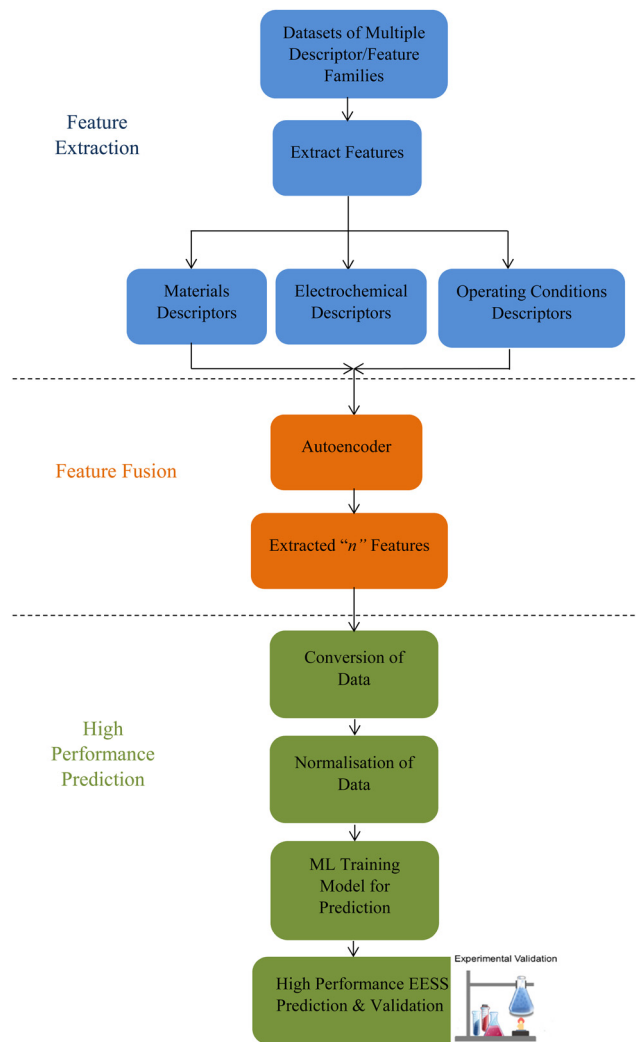 Datasets of Multiple
Descriptor/Feature
Families
Feature
Extraction
Extract Features
Materials
Descriptors
Electrochemical
Descriptors
Operating Conditions
Descriptors
Feature Fusion
Autoencoder
Extracted “n” Features
High
Performance
Prediction
Conversion of
Data
Normalisation of
Data
ML Training
Model for
Prediction
High Performance EESS
Prediction & Validation
Experimental Validation